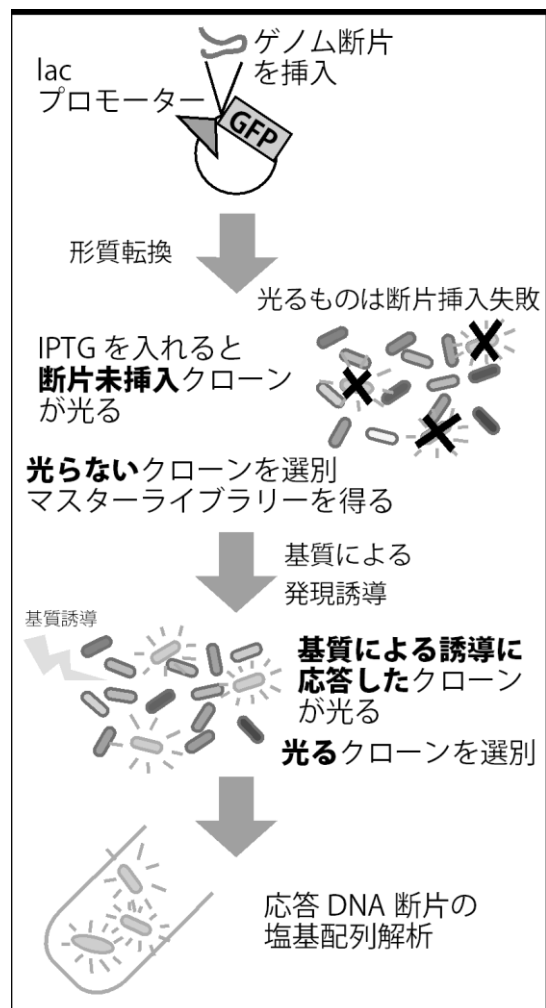 ゲノム断片
を挿入
lac
プロモーター
GFP
形質転換
光るものは断片挿入失敗
IPTG を入れると
断片未挿入クローン
が光る
光らないクローンを選別
マスターライブラリーを得る
基質による
発現誘導
基質誘導
基質による誘導に
応答したクローン
が光る
光るクローンを選別
応答 DNA 断片の
塩基配列解析